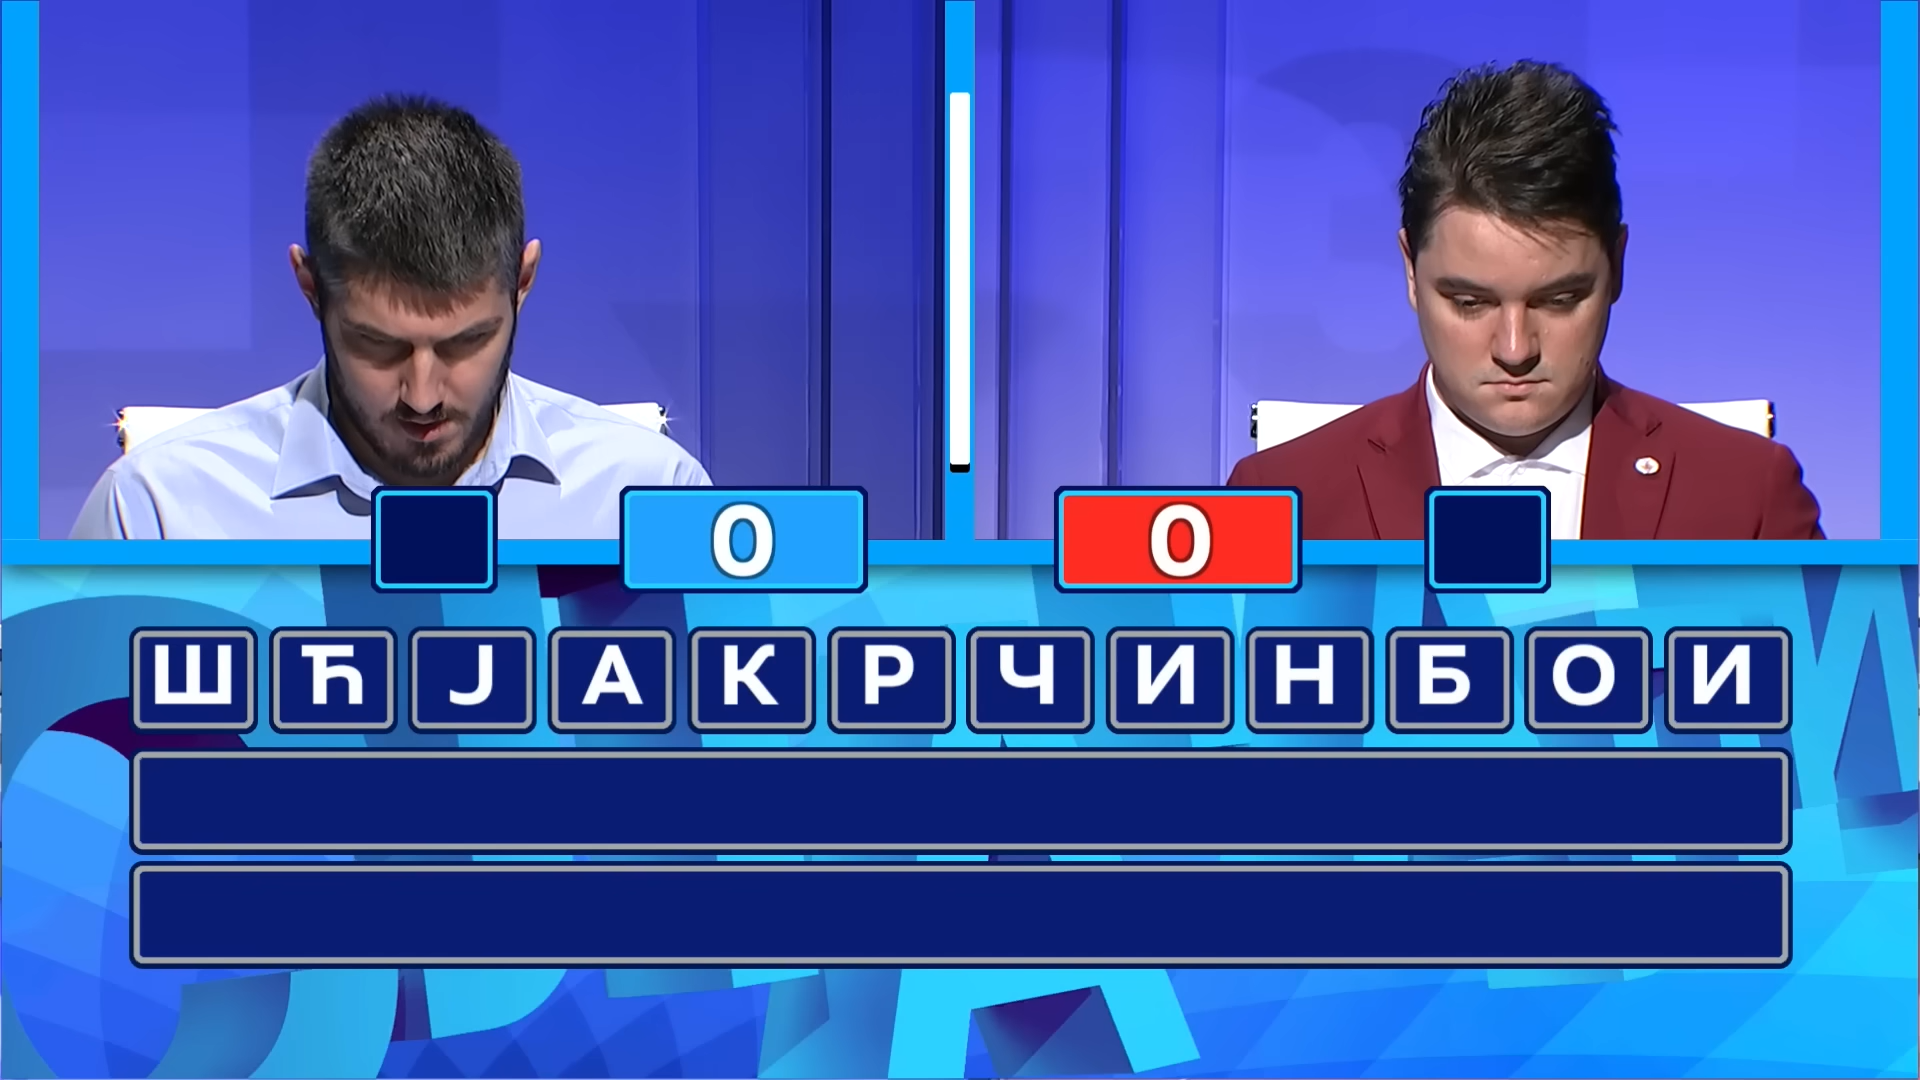 0 0
Ш Ћ Ј А К Р Ч И Н Б О И